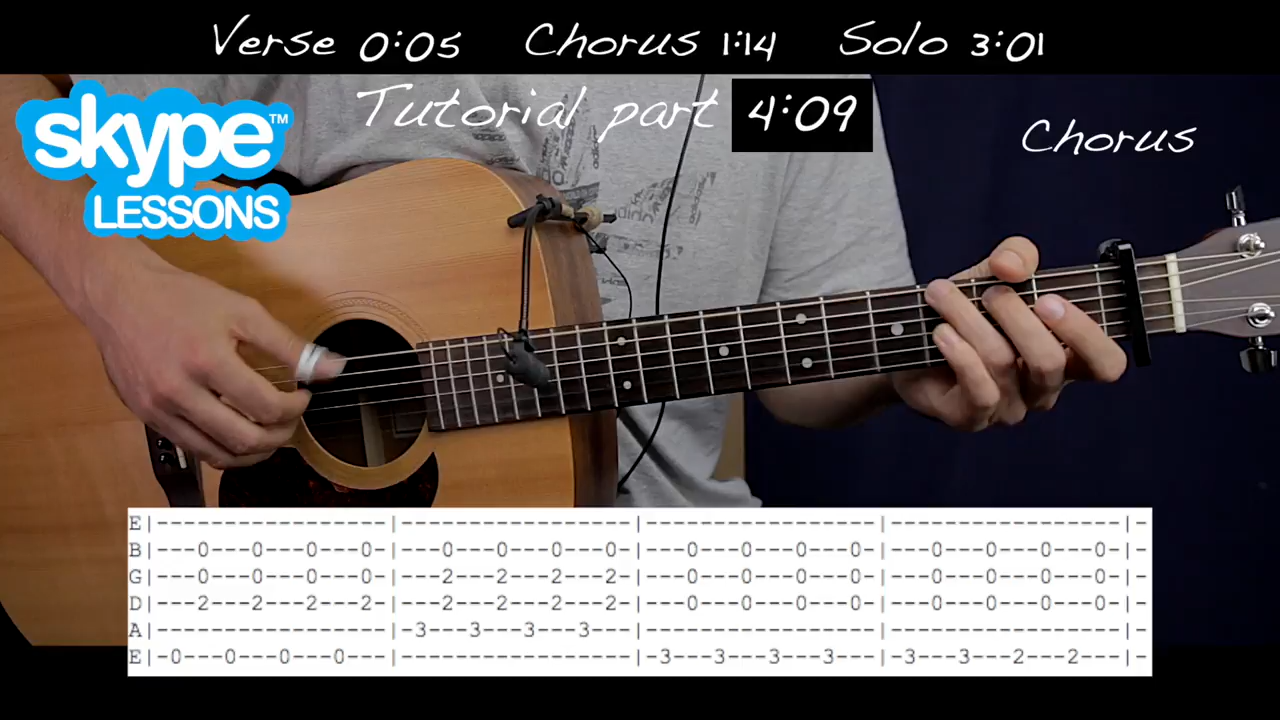 Verse 0:05 Chorus 1:14 Solo 3:01
Tutorial part 4:09
skype™
LESSONS
Chorus
E|-----------------|-----------------|-----------------|-----------------|-
B|---0---0---0---0-|---0---0---0---0-|---0---0---0---0-|---0---0---0---0-|-
G|---0---0---0---0-|---2---2---2---2-|---0---0---0---0-|---0---0---0---0-|-
D|---2---2---2---2-|---2---2---2---2-|---0---0---0---0-|---0---0---0---0-|-
A|-----------------|-3---3---3---3---|-----------------|-----------------|-
E|-0---0---0---0---|-----------------|-3---3---3---3---|-3---3---2---2---|-